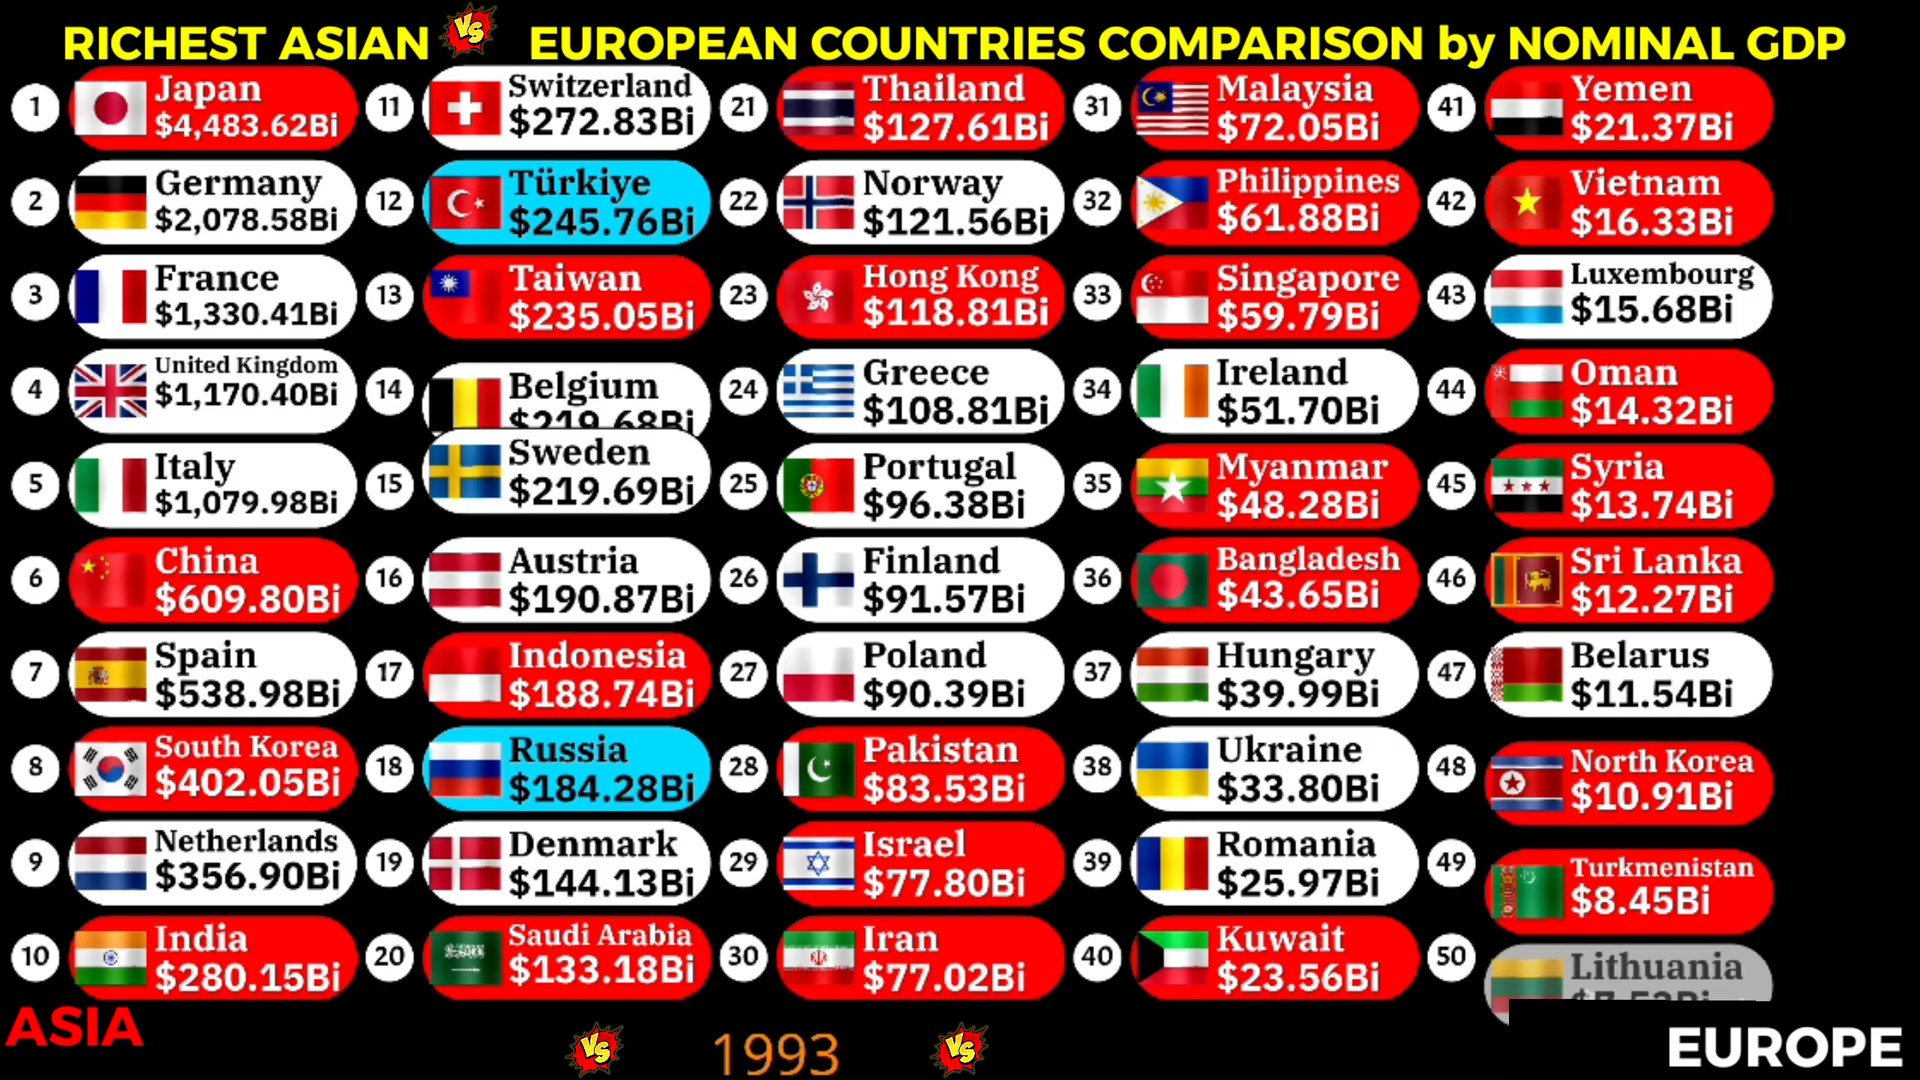 RICHEST ASIAN VS EUROPEAN COUNTRIES COMPARISON by NOMINAL GDP
1
Japan
$4,483.62Bi
2
Germany
$2,078.58Bi
3
France
$1,330.41Bi
4
United Kingdom
$1,170.40Bi
5
Italy
$1,079.98Bi
6
China
$609.80Bi
7
Spain
$538.98Bi
8
South Korea
$402.05Bi
9
Netherlands
$356.90Bi
10
India
$280.15Bi
11
Switzerland
$272.83Bi
12
Türkiye
$245.76Bi
13
Taiwan
$235.05Bi
14
Belgium
$219.68Bi
15
Sweden
$219.69Bi
16
Austria
$190.87Bi
17
Indonesia
$188.74Bi
18
Russia
$184.28Bi
19
Denmark
$144.13Bi
20
Saudi Arabia
$133.18Bi
21
Thailand
$127.61Bi
22
Norway
$121.56Bi
23
Hong Kong
$118.81Bi
24
Greece
$108.81Bi
25
Portugal
$96.38Bi
26
Finland
$91.57Bi
27
Poland
$90.39Bi
28
Pakistan
$83.53Bi
29
Israel
$77.80Bi
30
Iran
$77.02Bi
31
Malaysia
$72.05Bi
32
Philippines
$61.88Bi
33
Singapore
$59.79Bi
34
Ireland
$51.70Bi
35
Myanmar
$48.28Bi
36
Bangladesh
$43.65Bi
37
Hungary
$39.99Bi
38
Ukraine
$33.80Bi
39
Romania
$25.97Bi
40
Kuwait
$23.56Bi
41
Yemen
$21.37Bi
42
Vietnam
$16.33Bi
43
Luxembourg
$15.68Bi
44
Oman
$14.32Bi
45
Syria
$13.74Bi
46
Sri Lanka
$12.27Bi
47
Belarus
$11.54Bi
48
North Korea
$10.91Bi
49
Turkmenistan
$8.45Bi
50
Lithuania
ASIA
VS
1993
VS
EUROPE